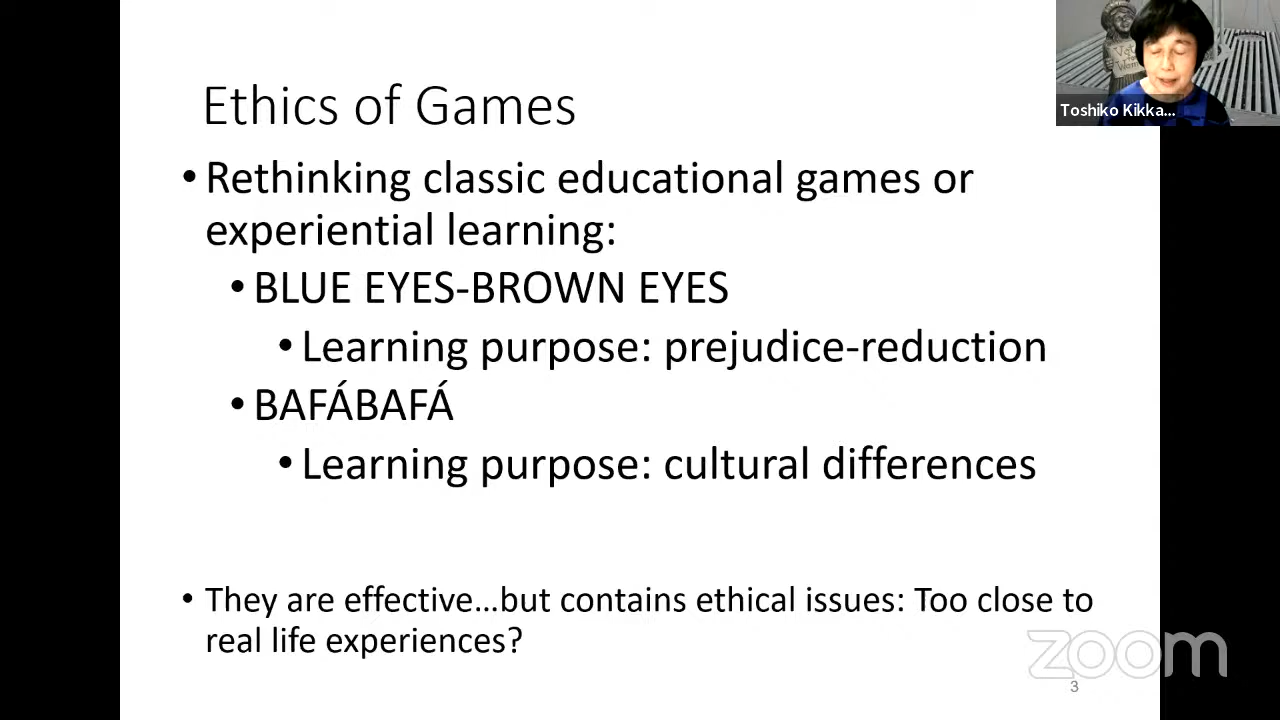 Ethics of Games
• Rethinking classic educational games or
experiential learning:
• BLUE EYES-BROWN EYES
• Learning purpose: prejudice-reduction
• BAFÁBAFÁ
• Learning purpose: cultural differences
• They are effective…but contains ethical issues: Too close to
real life experiences?
3
zoom
Toshiko Kikka...